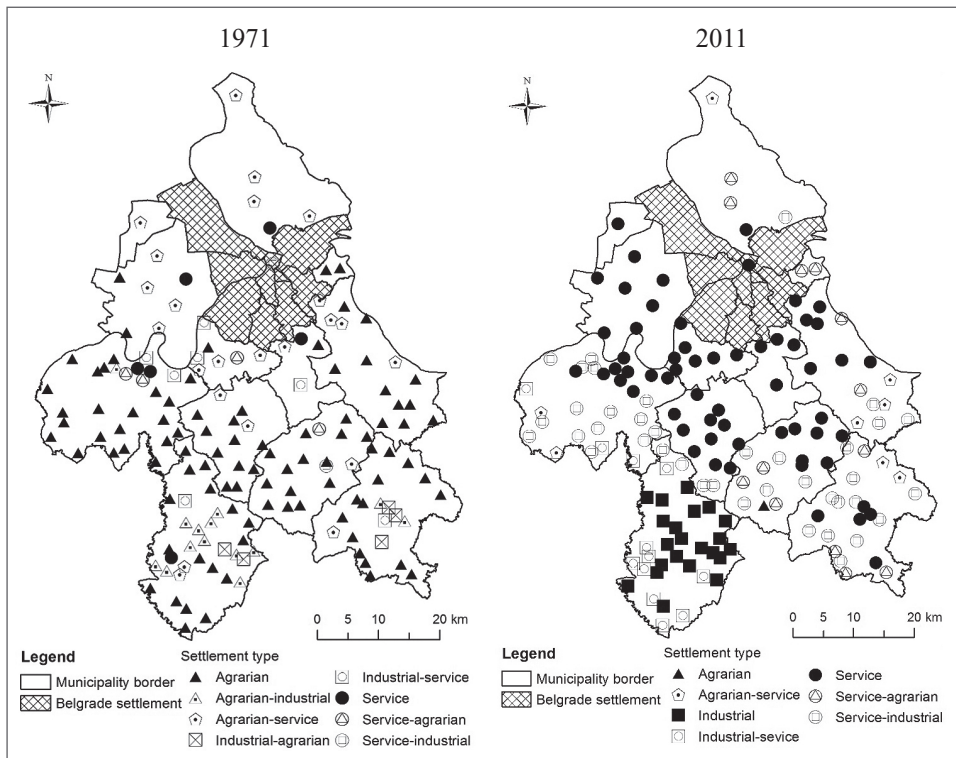 1971
2011
N
N
0 5 10 20 km
0 5 10 20 km
Legend
Municipality border
Belgrade settlement
Settlement type
Agrarian
Agrarian-industrial
Agrarian-service
Industrial-agrarian
Industrial-service
Service
Service-agrarian
Service-industrial
Legend
Municipality border
Belgrade settlement
Settlement type
Agrarian
Agrarian-service
Industrial
Industrial-sevice
Service
Service-agrarian
Service-industrial